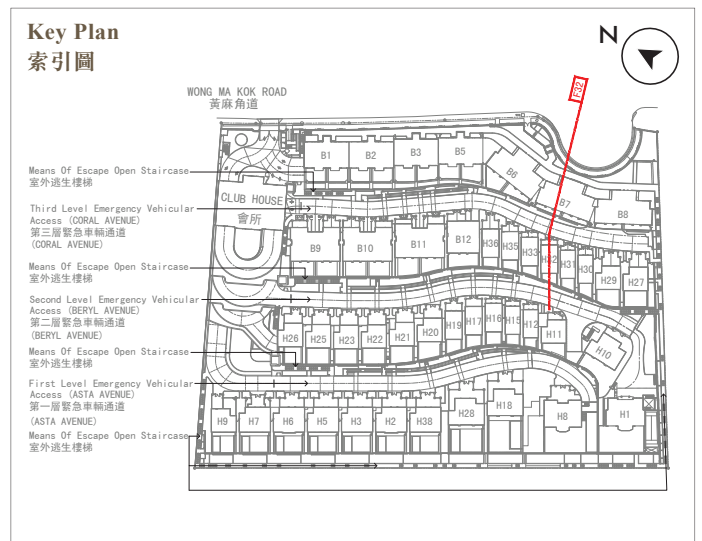 Key Plan
索引圖
N
F32
WONG MA KOK ROAD
黃麻角道
Means Of Escape Open Staircase
室外逃生樓梯
CLUB HOUSE
會所
Third Level Emergency Vehicular
Access (CORAL AVENUE)
第三層緊急車輛通道
(CORAL AVENUE)
Means Of Escape Open Staircase
室外逃生樓梯
Second Level Emergency Vehicular
Access (BERYL AVENUE)
第二層緊急車輛通道
(BERYL AVENUE)
Means Of Escape Open Staircase
室外逃生樓梯
First Level Emergency Vehicular
Access (ASTA AVENUE)
第一層緊急車輛通道
(ASTA AVENUE)
Means Of Escape Open Staircase
室外逃生樓梯
B1 B2 B3 B5 B6 B7 B8
B9 B10 B11 B12 H36 H35 H33 H32 H31 H30 H29 H27
H26 H25 H23 H22 H21 H20 H19 H17 H16 H15 H12 H11 H10
H9 H7 H6 H5 H3 H2 H38 H28 H18 H8 H1